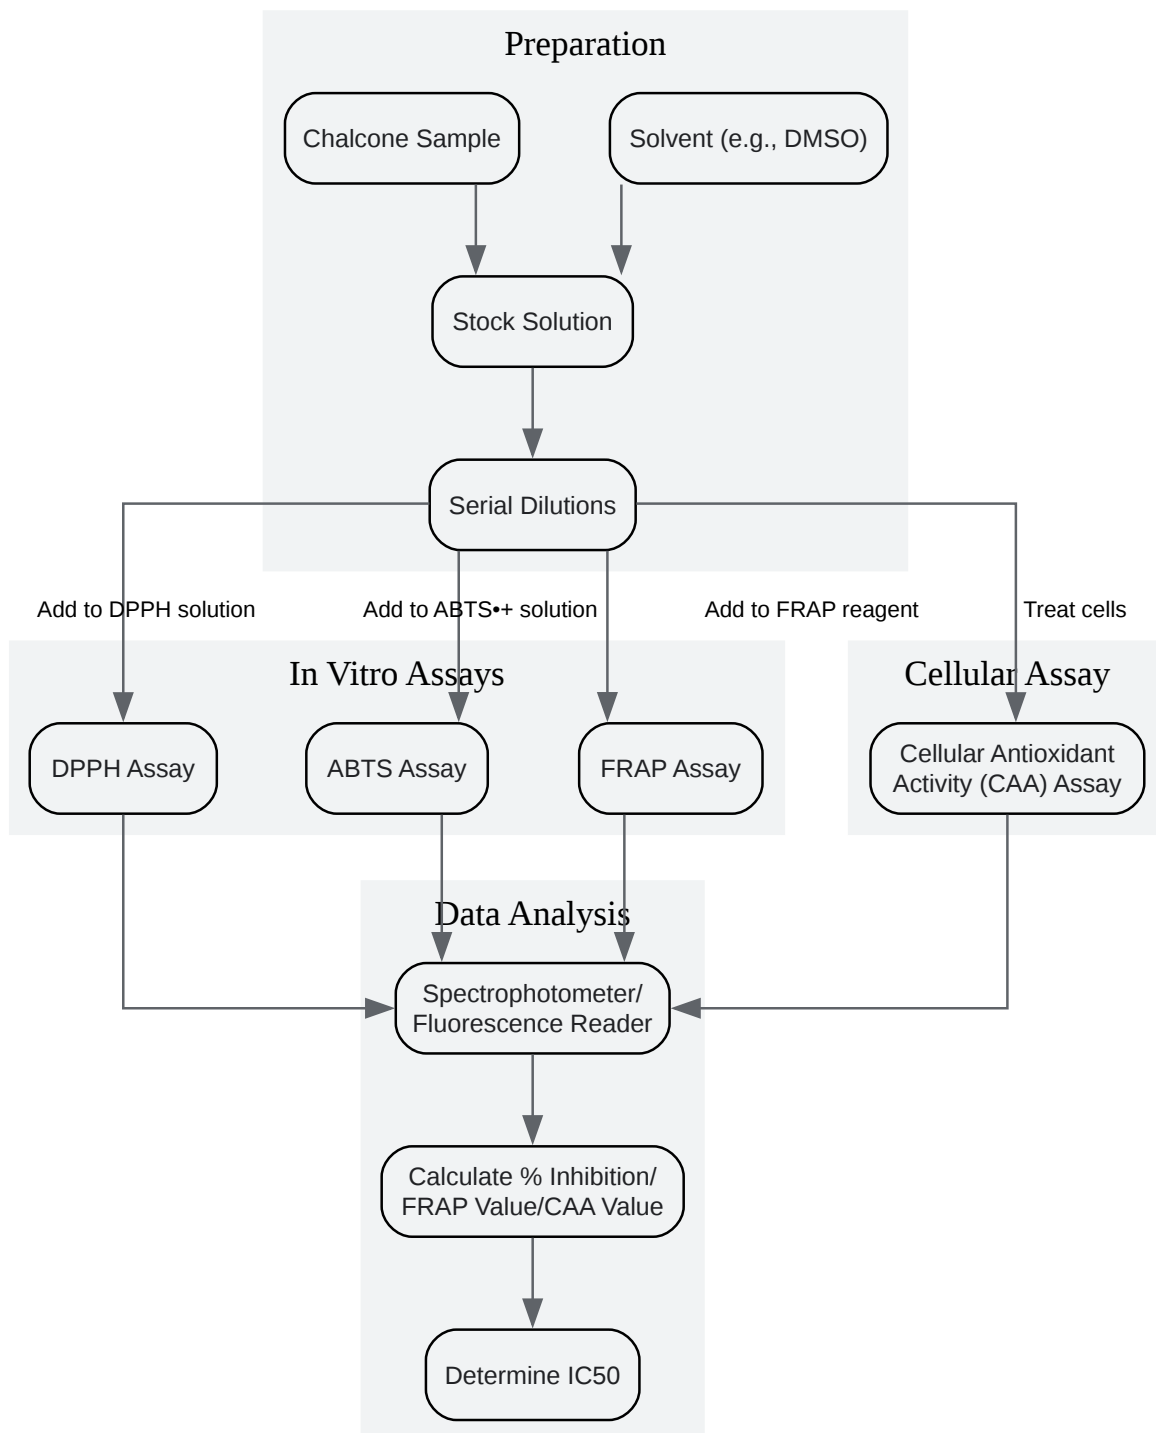 Preparation
Chalcone Sample
Solvent (e.g., DMSO)
Stock Solution
Serial Dilutions
Add to DPPH solution
Add to ABTS•+ solution
Add to FRAP reagent
Treat cells
In Vitro Assays
Cellular Assay
DPPH Assay
ABTS Assay
FRAP Assay
Cellular Antioxidant
Activity (CAA) Assay
Data Analysis
Spectrophotometer/
Fluorescence Reader
Calculate % Inhibition/
FRAP Value/CAA Value
Determine IC50